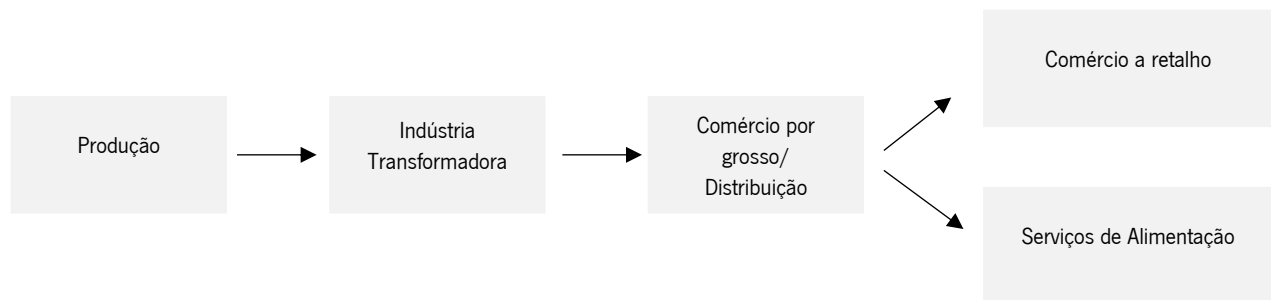 Produção
Indústria
Transformadora
Comércio por
grosso/
Distribuição
Comércio a retalho
Serviços de Alimentação